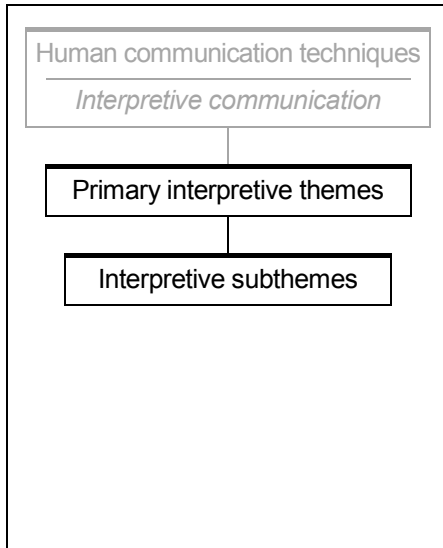 Human communication techniques
Interpretive communication
Primary interpretive themes
Interpretive subthemes